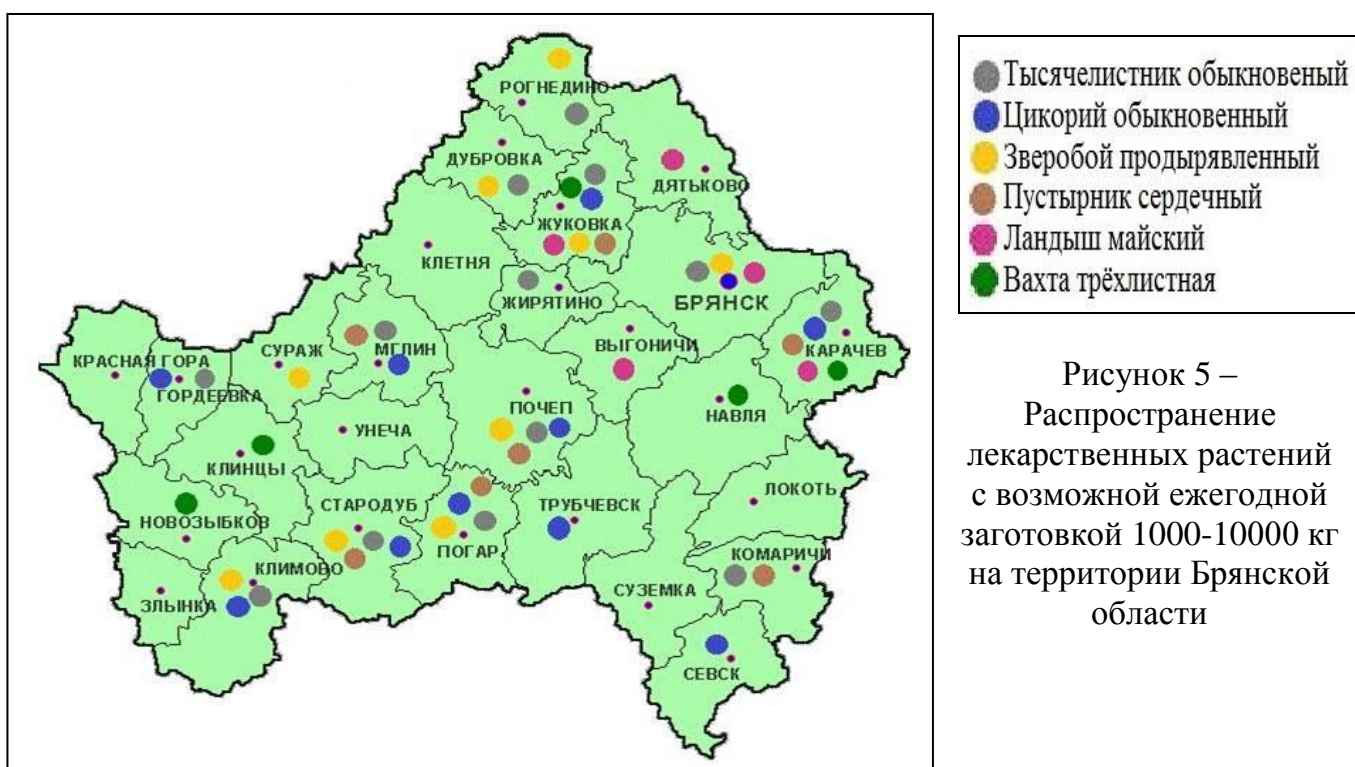 РОГНЕДИНО
ДУБРОВКА
ДЯТЬКОВО
ЖУКОВКА
КЛЕТНЯ
ЖИРЯТИНО
БРЯНСК
СУРАЖ
МГЛИН
ВЫГОНИЧИ
КАРАЧЕВ
КРАСНАЯ ГОРА
ГОРДЕЕВКА
ПОЧЕП
НАВЛЯ
УНЕЧА
КЛИНЦЫ
СТАРОДУБ
ТРУБЧЕВСК
ЛОКОТЬ
НОВОЗЫБКОВ
ПОГАР
КЛИМОВО
КОМАРИЧИ
ЗЛЫНКА
СУЗЕМКА
СЕВСК
Тысячелистник обыкновеный
Цикорий обыкновенный
Зверобой продырявленный
Пустырник сердечный
Ландыш майский
Вахта трёхлистная
Рисунок 5 –
Распространение
лекарственных растений
с возможной ежегодной
заготовкой 1000-10000 кг
на территории Брянской
области